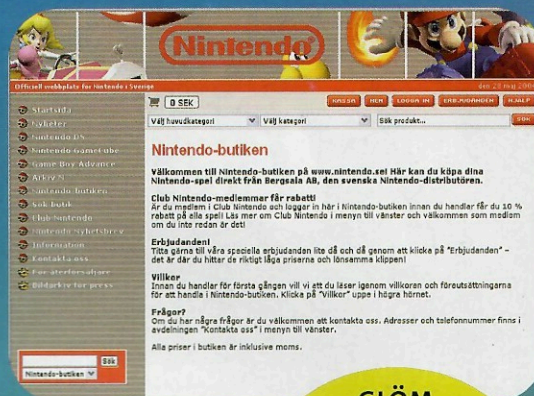 Nintendo
Officiell webbplats for Nintendo i Sverige
den 23 maj
0 SEK
KASSA
HEM
LOGGA IN
ERBJUDANDEN
HJÄLP
Välj huvudkategori
Välj kategori
Sök produkt...
SÖK
Startsida
Nyheter
Nintendo DS
Nintendo GameCube
Game Boy Advance
Arkiv N
Nintendo-butiken
Sök butik
Club Nintendo
Nintendo Nyhetsbrev
Information
Kontakta oss
För återförsäljare
Bildarkiv för press
Sök
Nintendo-butiken
Nintendo-butiken
Välkommen till Nintendo-butiken på www.nintendo.se! Här kan du köpa dina
Nintendo-spel direkt från Bergsala AB, den svenska Nintendo-distributören.
Club Nintendo-medlemmar får rabatt!
Är du medlem i Club Nintendo och loggar in här i Nintendo-butiken innan du handlar får du 10 %
rabatt på alla spel! Läs mer om Club Nintendo i menyn till vänster och välkommen som medlem
om du inte redan är det!
Erbjudanden!
Titta gärna till våra speciella erbjudanden lite då och då genom att klicka på "Erbjudanden" –
det är där du hittar de riktigt låga priserna och lönsamma klippen!
Villkor
Innan du handlar för första gången vill vi att du läser igenom villkoren och förutsättningarna
för att handla i Nintendo-butiken. Klicka på "Villkor" uppe i högra hörnet.
Frågor?
Om du har några frågor är du välkommen att kontakta oss. Adresser och telefonnummer finns i
avdelningen "Kontakta oss" i menyn till vänster.
Alla priser i butiken är inklusive moms.
GLÖM